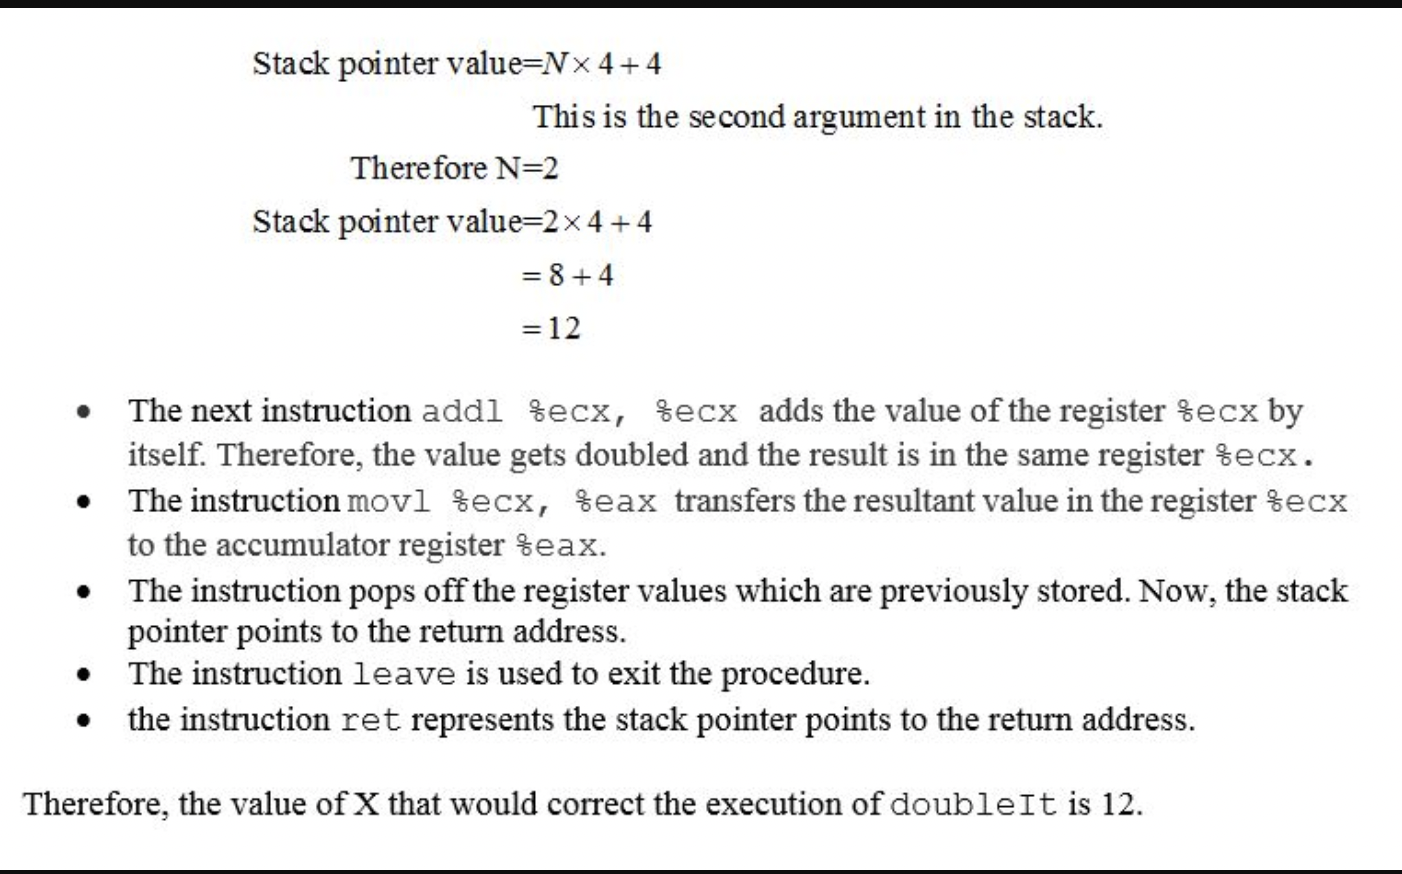 Stack pointer value=N×4+4
This is the second argument in the stack.
Therefore N=2
Stack pointer value=2×4+4
=8+4
=12
• The next instruction addl %ecx, %ecx adds the value of the register %ecx by
itself. Therefore, the value gets doubled and the result is in the same register %ecx.
• The instruction movl %ecx, %eax transfers the resultant value in the register %ecx
to the accumulator register %eax.
• The instruction pops off the register values which are previously stored. Now, the stack
pointer points to the return address.
• The instruction leave is used to exit the procedure.
• the instruction ret represents the stack pointer points to the return address.
Therefore, the value of X that would correct the execution of doubleIt is 12.